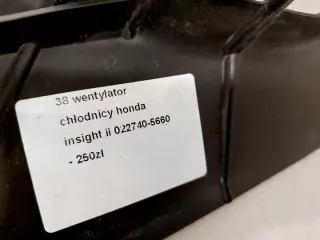 38 wentylator
chłodnicy honda
insight ii 022740-5660
- 250zł